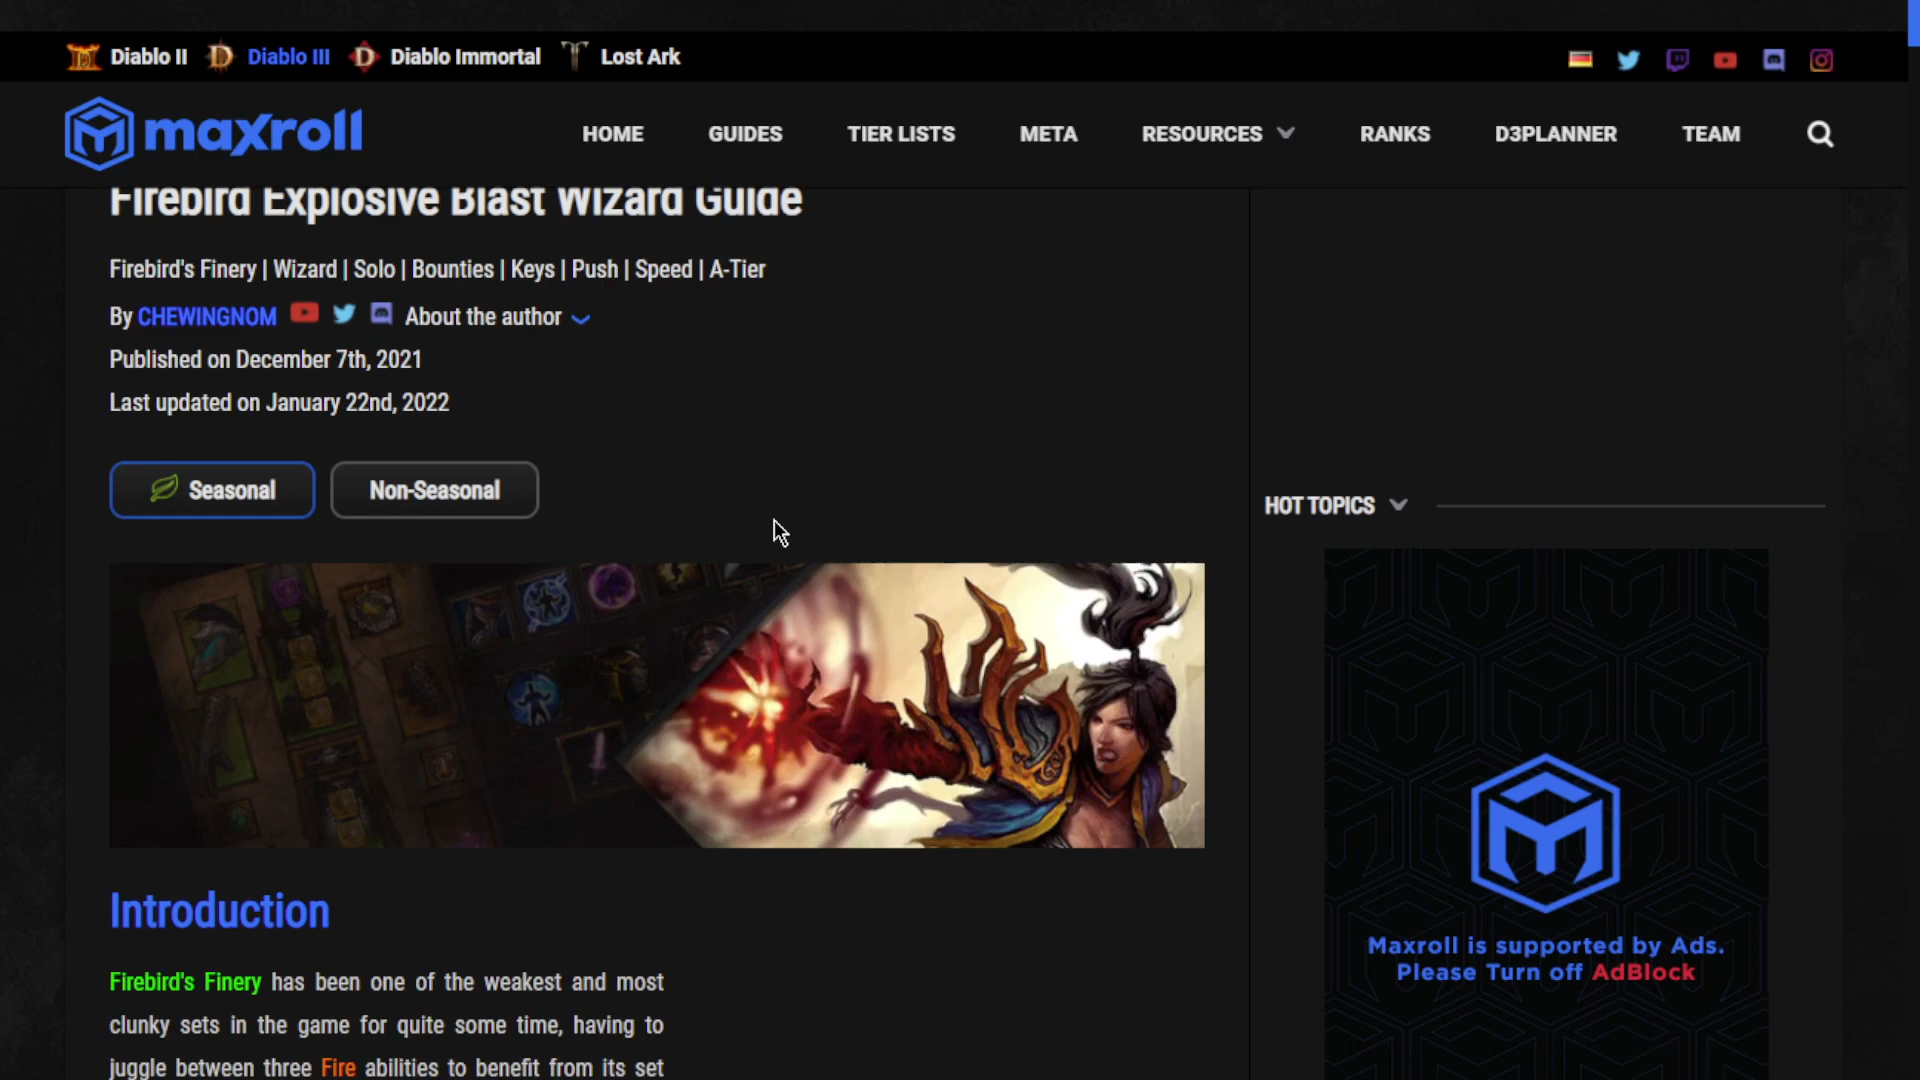 Diablo II Diablo III Diablo Immortal Lost Ark
maxroll HOME GUIDES TIER LISTS META RESOURCES RANKS D3PLANNER TEAM
Firebird Explosive Blast Wizard Guide
Firebird's Finery | Wizard | Solo | Bounties | Keys | Push | Speed | A-Tier
By CHEWINGNOM About the author
Published on December 7th, 2021
Last updated on January 22nd, 2022
Seasonal Non-Seasonal
HOT TOPICS
Introduction
Firebird's Finery has been one of the weakest and most
clunky sets in the game for quite some time, having to
juggle between three Fire abilities to benefit from its set
Maxroll is supported by Ads.
Please Turn off AdBlock